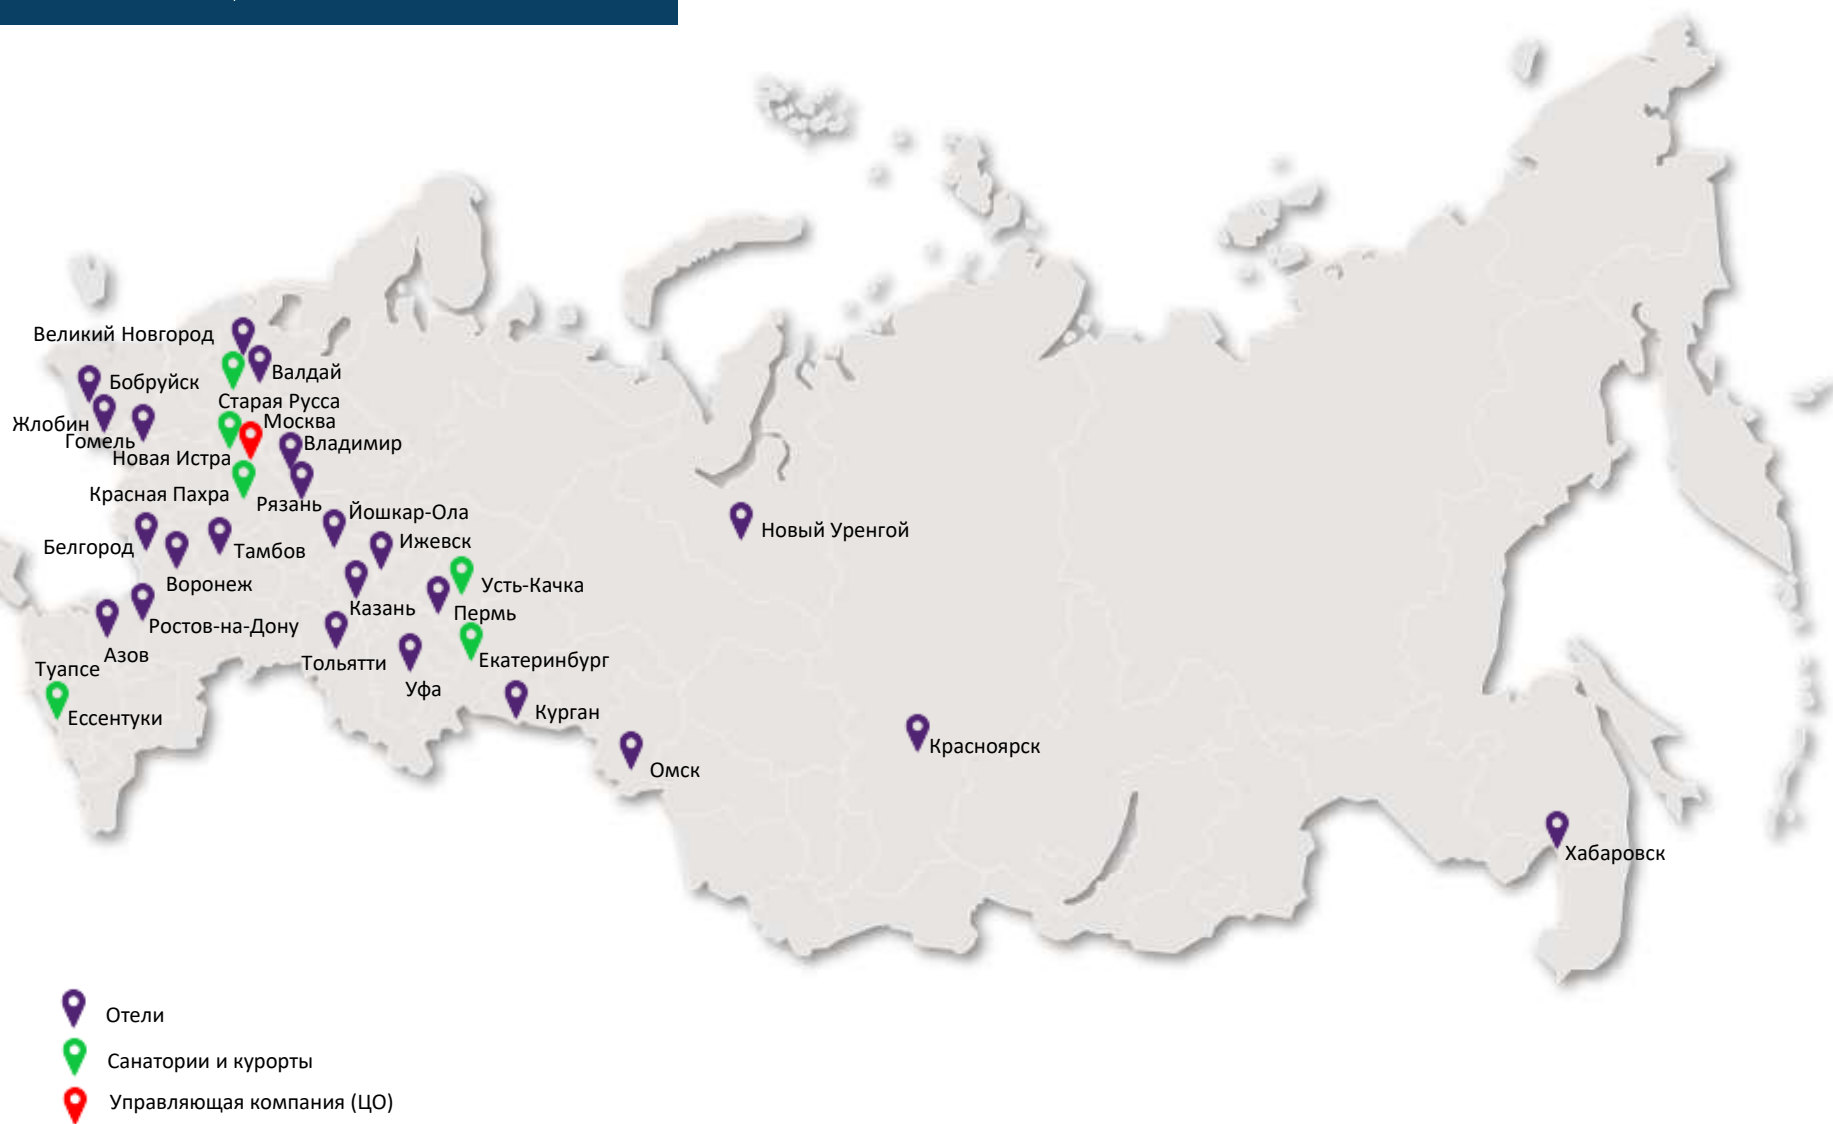 Великий Новгород
Валдай
Бобруйск
Старая Русса
Жлобин
Москва
Гомель
Владимир
Новая Истра
Красная Пахра
Рязань
Йошкар-Ола
Новый Уренгой
Белгород
Тамбов
Ижевск
Воронеж
Усть-Качка
Казань
Пермь
Ростов-на-Дону
Азов
Тольятти
Екатеринбург
Туапсе
Уфа
Ессентуки
Курган
Красноярск
Омск
Хабаровск
Отели
Санатории и курорты
Управляющая компания (ЦО)